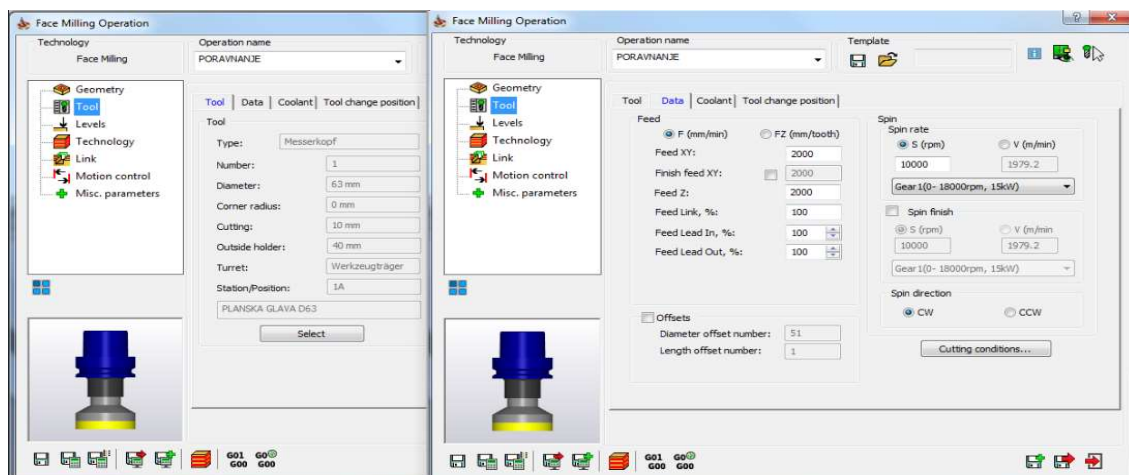 Face Milling Operation
Technology
Face Milling
Operation name
PORAVNANJE
Geometry
Tool
Levels
Technology
Link
Motion control
Misc. parameters
Tool Data Coolant Tool change position
Tool
Type: Messerkopf
Number: 1
Diameter: 63 mm
Corner radius: 0 mm
Cutting: 10 mm
Outside holder: 40 mm
Turret: Werkzeugträger
Station/Position: 1A
PLANSKA GLAVA D63
Select
G01 G0
G00 G00
Face Milling Operation
Technology
Face Milling
Operation name
PORAVNANJE
Template
Geometry
Tool
Levels
Technology
Link
Motion control
Misc. parameters
Tool Data Coolant Tool change position
Feed
F (mm/min) FZ (mm/tooth)
Feed XY: 2000
Finish feed XY: 2000
Feed Z: 2000
Feed Link, %: 100
Feed Lead In, %: 100
Feed Lead Out, %: 100
Offsets
Diameter offset number: 51
Length offset number: 1
Spin
Spin rate
S (rpm) V (m/min)
10000 1979.2
Gear1(0- 18000rpm, 15kW)
Spin finish
S (rpm) V (m/min
10000 1979.2
Gear1(0- 18000rpm, 15kW)
Spin direction
CW CCW
Cutting conditions...
G01 G0
G00 G00